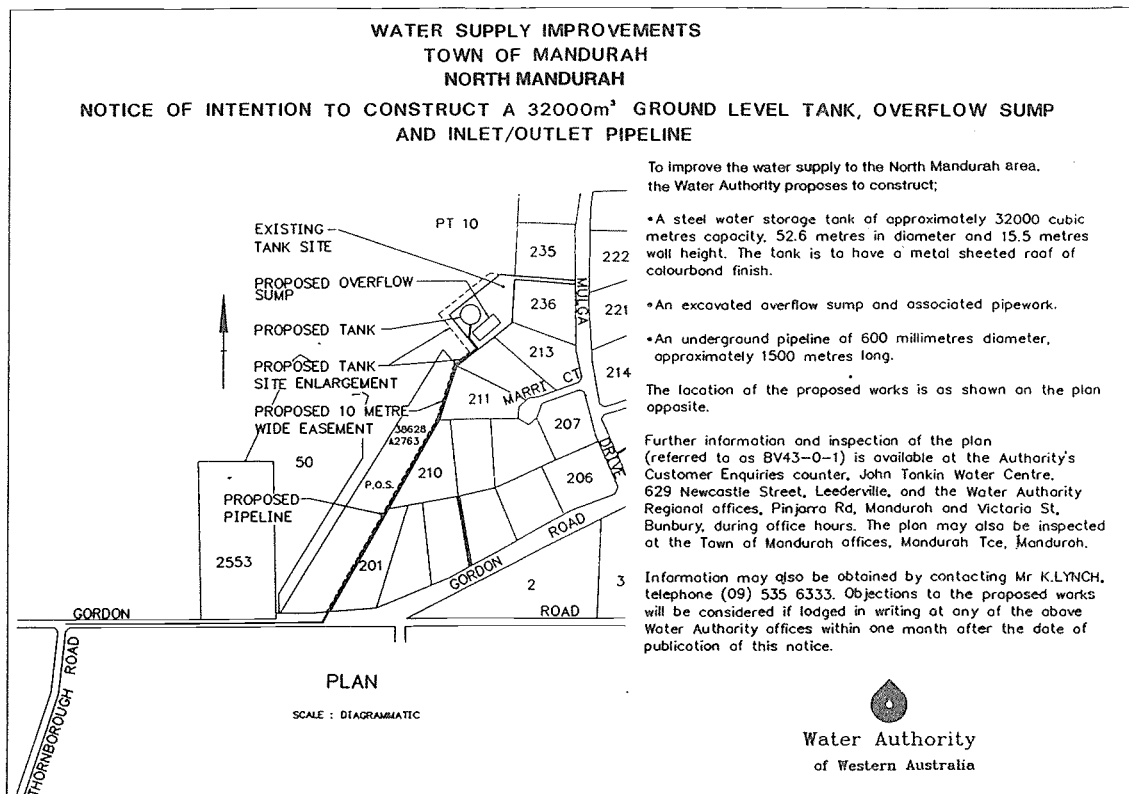 WATER SUPPLY IMPROVEMENTS
TOWN OF MANDURAH
NORTH MANDURAH
NOTICE OF INTENTION TO CONSTRUCT A 32000m³ GROUND LEVEL TANK, OVERFLOW SUMP
AND INLET/OUTLET PIPELINE
EXISTING
TANK SITE
PROPOSED OVERFLOW
SUMP
PROPOSED TANK
PROPOSED TANK
SITE ENLARGEMENT
PROPOSED 10 METRE
WIDE EASEMENT
PROPOSED
PIPELINE
PT 10
235
222
236
221
MULGA
213
214
MARRI CT
211
207
DRIVE
38628
A2763
50
210
P.O.S.
206
2553
201
GORDON ROAD
2
3
GORDON
ROAD
THORNBOROUGH ROAD
PLAN
SCALE : DIAGRAMMATIC
To improve the water supply to the North Mandurah area,
the Water Authority proposes to construct;
•A steel water storage tank of approximately 32000 cubic
metres capacity, 52.6 metres in diameter and 15.5 metres
wall height. The tank is to have a metal sheeted roof of
colourbond finish.
•An excavated overflow sump and associated pipework.
•An underground pipeline of 600 millimetres diameter,
approximately 1500 metres long.
The location of the proposed works is as shown on the plan
opposite.
Further information and inspection of the plan
(referred to as BV43-0-1) is available at the Authority's
Customer Enquiries counter, John Tonkin Water Centre,
629 Newcastle Street, Leederville, and the Water Authority
Regional offices, Pinjarra Rd, Mandurah and Victoria St,
Bunbury, during office hours. The plan may also be inspected
at the Town of Mandurah offices, Mandurah Tce, Mandurah.
Information may also be obtained by contacting Mr K.LYNCH,
telephone (09) 535 6333. Objections to the proposed works
will be considered if lodged in writing at any of the above
Water Authority offices within one month after the date of
publication of this notice.
Water Authority
of Western Australia